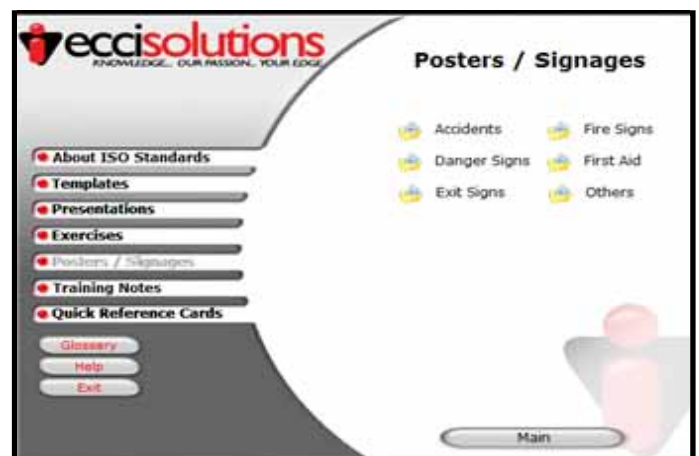 eccisolutions
KNOWLEDGE... OUR PASSION... YOUR EDGE
Posters / Signages
Accidents
Fire Signs
Danger Signs
First Aid
Exit Signs
Others
About ISO Standards
Templates
Presentations
Exercises
Posters / Signages
Training Notes
Quick Reference Cards
Glossary
Help
Exit
Main